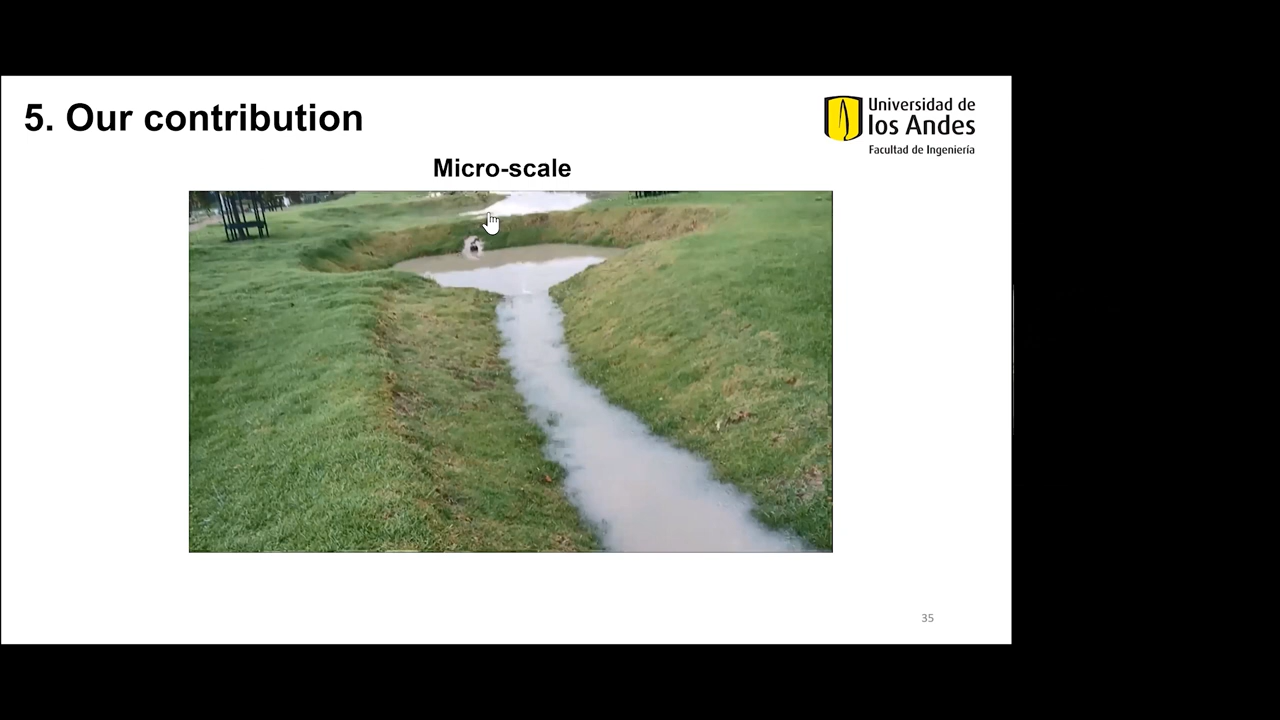 5. Our contribution
Universidad de
los Andes
Facultad de Ingeniería
Micro-scale
35